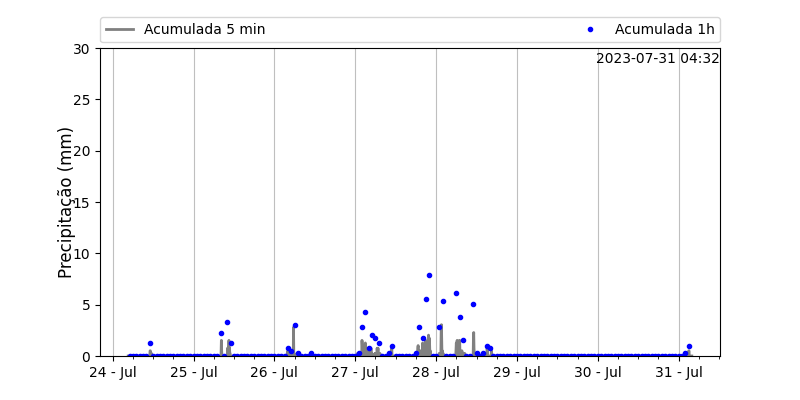 Acumulada 5 min
Acumulada 1h
2023-07-31 04:32
Precipitação (mm)
30
25
20
15
10
5
0
24 - Jul
25 - Jul
26 - Jul
27 - Jul
28 - Jul
29 - Jul
30 - Jul
31 - Jul